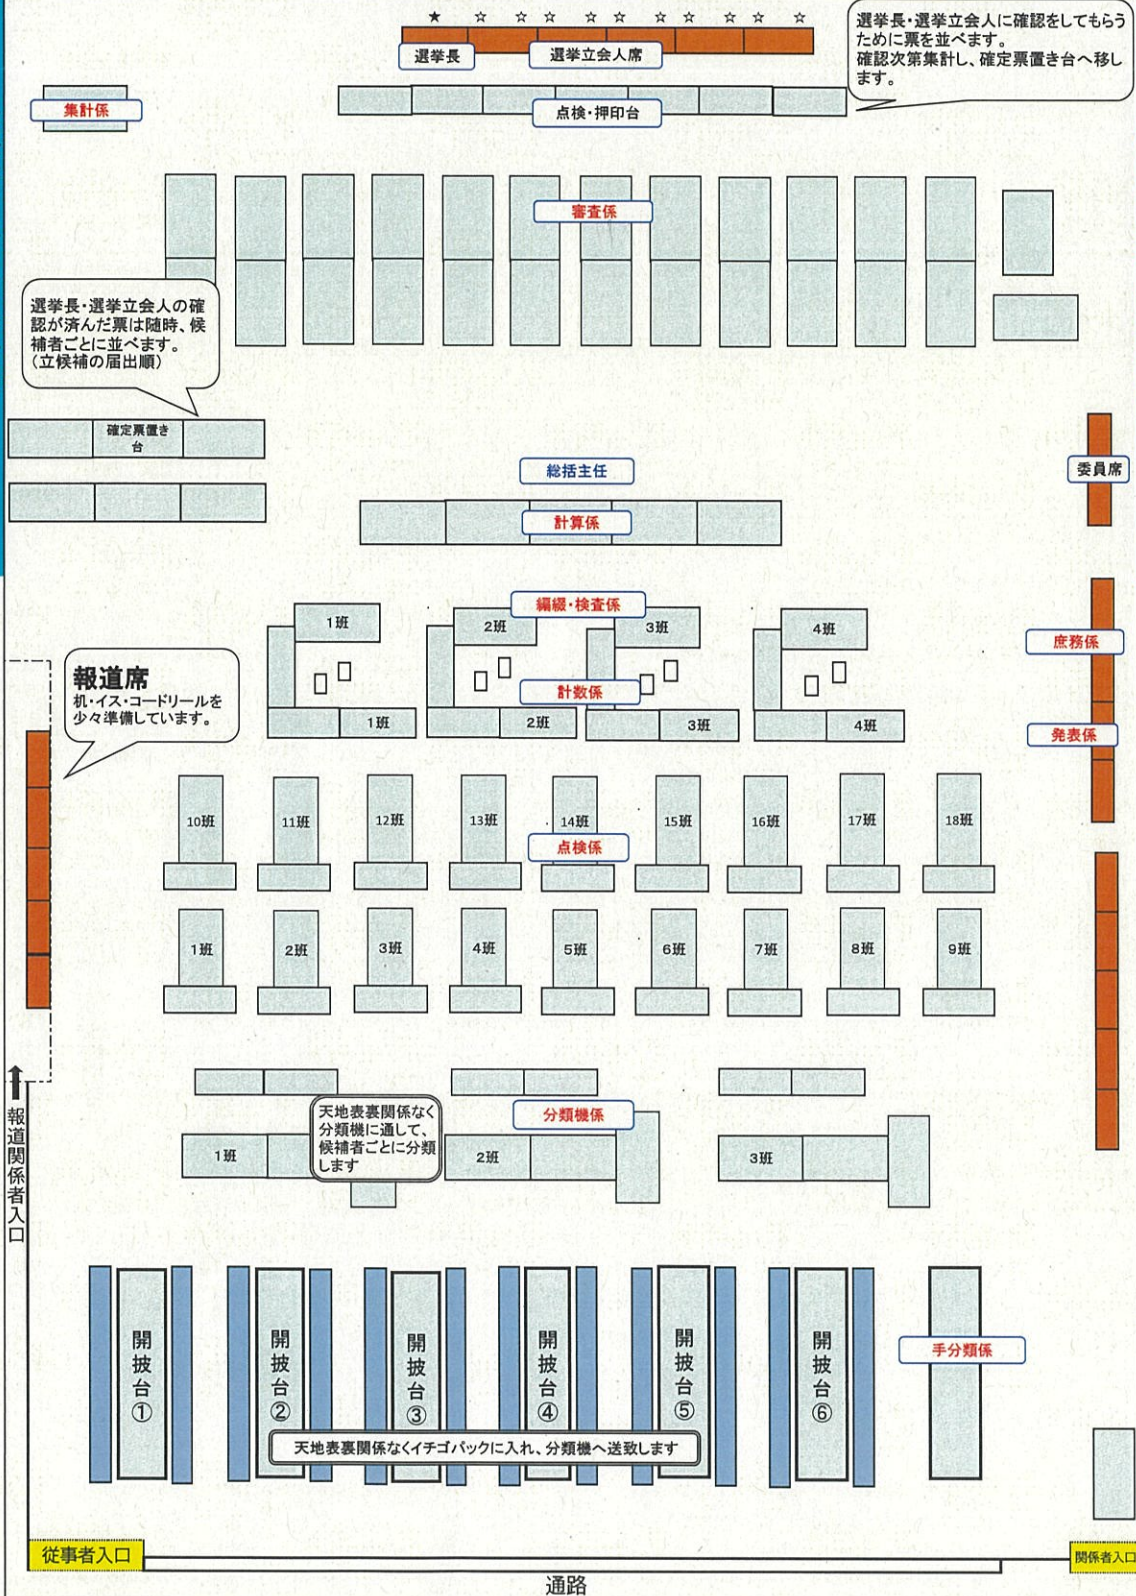 ★ ☆ ☆ ☆ ☆ ☆ ☆ ☆ ☆ ☆
選挙長
選挙立会人席
選挙長・選挙立会人に確認をしてもらう
ために票を並べます。
確認次第集計し、確定票置き台へ移し
ます。
集計係
点検・押印台
審査係
選挙長・選挙立会人の確
認が済んだ票は随時、候
補者ごとに並べます。
(立候補の届出順)
確定票置き
台
総括主任
委員席
計算係
編綴・検査係
1班
2班
3班
4班
庶務係
報道席
机・イス・コードリールを
少々準備しています。
計数係
1班
2班
3班
4班
発表係
10班
11班
12班
13班
14班
15班
16班
17班
18班
点検係
1班
2班
3班
4班
5班
6班
7班
8班
9班
報道関係者入口
天地表裏関係なく
分類機に通して、
候補者ごとに分類
します
分類機係
1班
2班
3班
開披台①
開披台②
開披台③
開披台④
開披台⑤
開披台⑥
手分類係
天地表裏関係なくイチゴパックに入れ、分類機へ送致します
従事者入口
関係者入口
通路